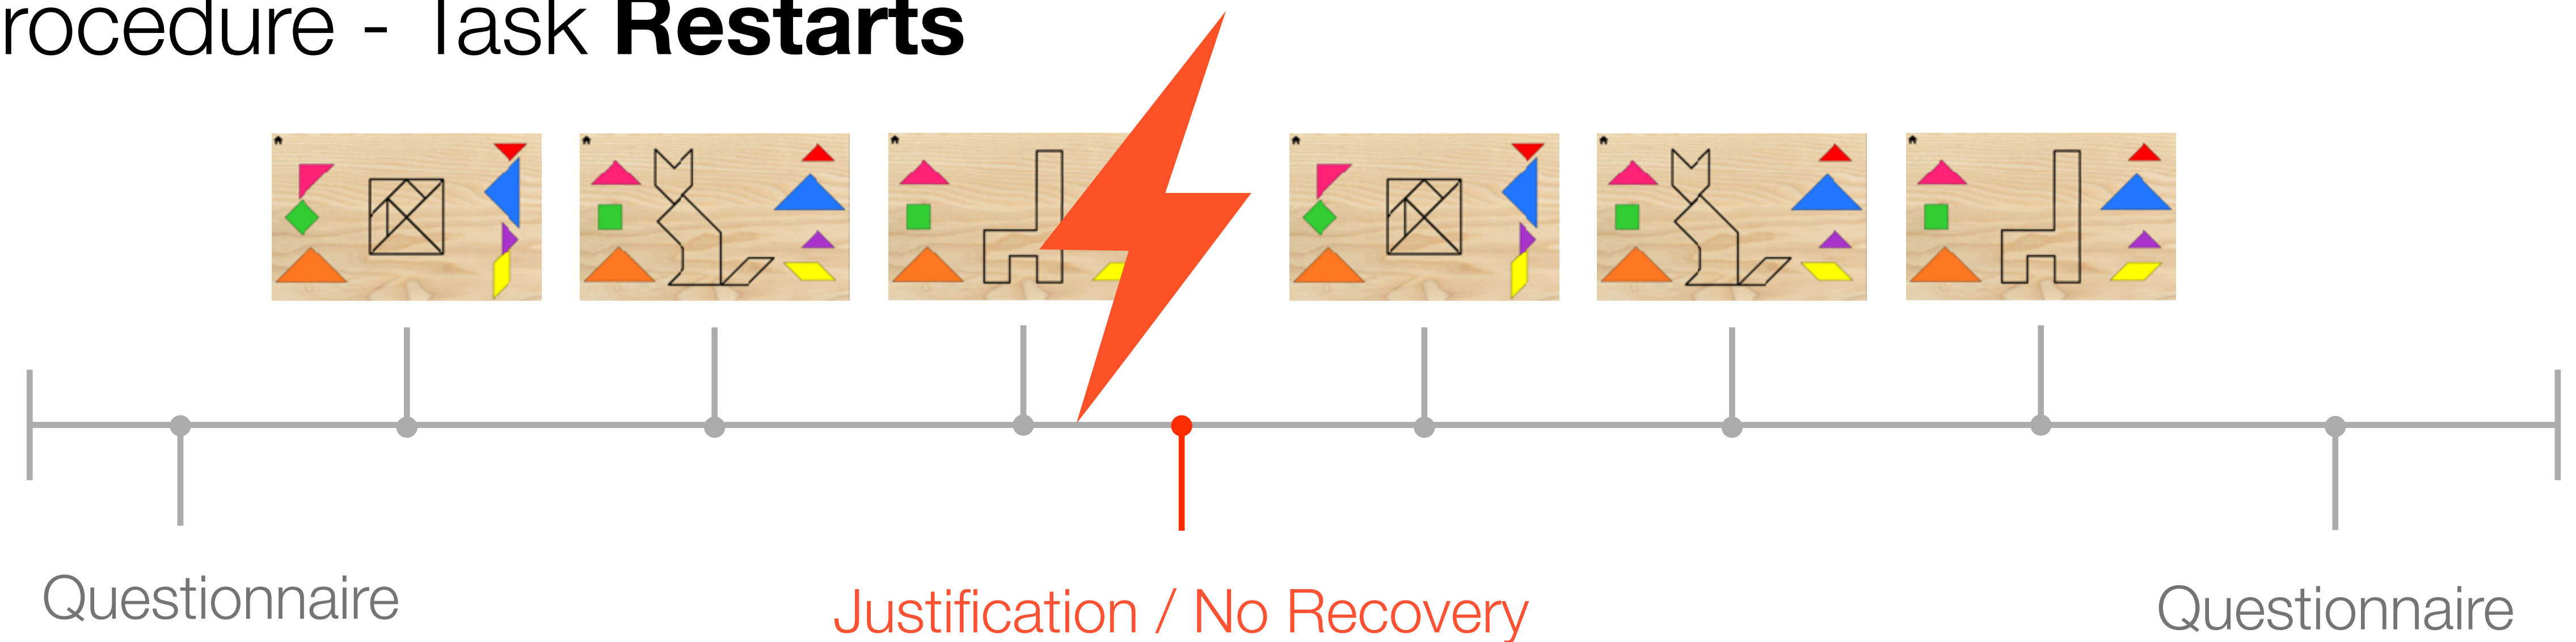 rocedure - Task Restarts
Questionnaire
Justification / No Recovery
Questionnaire